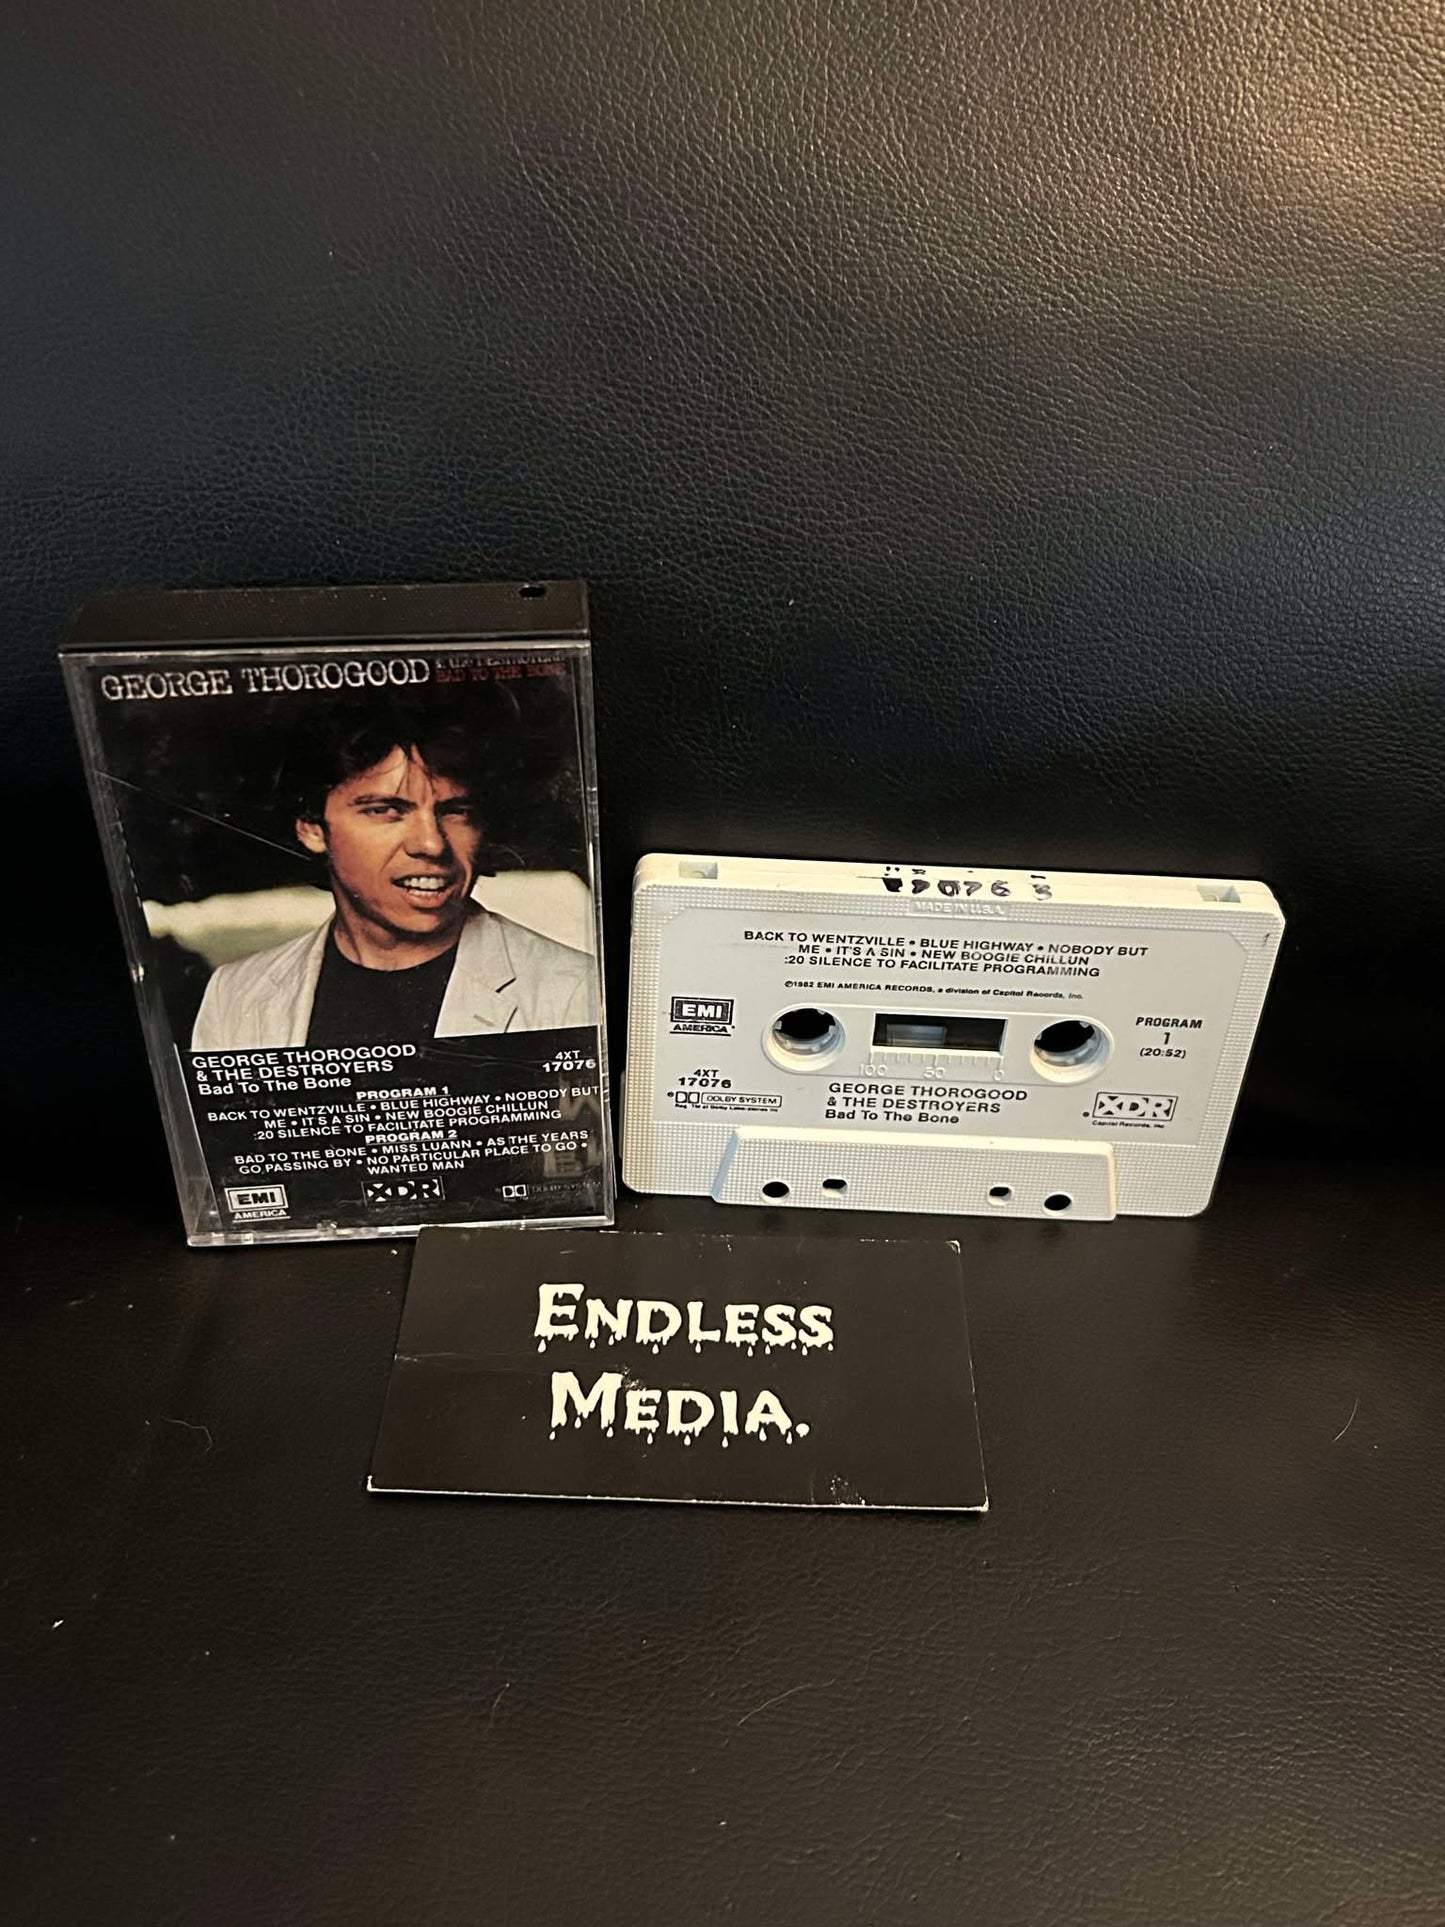 GEORGE THOROGOOD
& THE DESTROYERS
BAD TO THE BONE
GEORGE THOROGOOD
& THE DESTROYERS
Bad To The Bone
4XT
17076
PROGRAM 1
BACK TO WENTZVILLE • BLUE HIGHWAY • NOBODY BUT
ME • IT'S A SIN • NEW BOOGIE CHILLUN
:20 SILENCE TO FACILITATE PROGRAMMING
PROGRAM 2
BAD TO THE BONE • MISS LUANN • AS THE YEARS
GO PASSING BY • NO PARTICULAR PLACE TO GO •
WANTED MAN
EMI
AMERICA
XDR
DOLBY SYSTEM
17076
MADE IN U.S.A.
BACK TO WENTZVILLE • BLUE HIGHWAY • NOBODY BUT
ME • IT'S A SIN • NEW BOOGIE CHILLUN
:20 SILENCE TO FACILITATE PROGRAMMING
℗1982 EMI AMERICA RECORDS, a division of Capitol Records, Inc.
EMI
AMERICA
PROGRAM
1
(20:52)
100 50 0
4XT
17076
DOLBY SYSTEM
GEORGE THOROGOOD
& THE DESTROYERS
Bad To The Bone
XDR
Capitol Records, Inc.
ENDLESS
MEDIA.